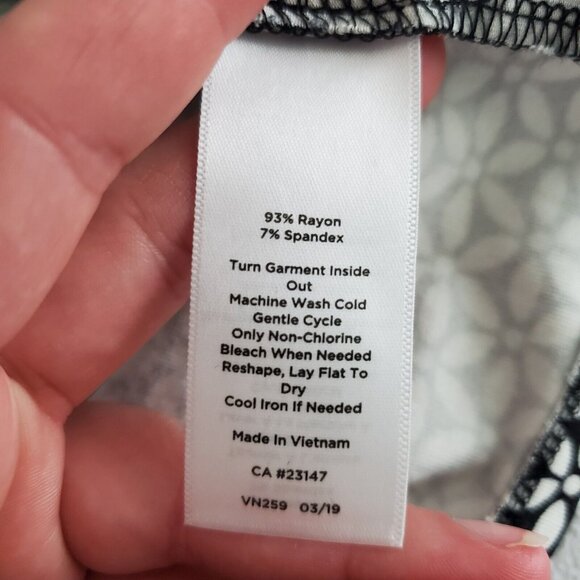 93% Rayon
7% Spandex
Turn Garment Inside
Out
Machine Wash Cold
Gentle Cycle
Only Non-Chlorine
Bleach When Needed
Reshape, Lay Flat To
Dry
Cool Iron If Needed
Made In Vietnam
CA #23147
VN259 03/19